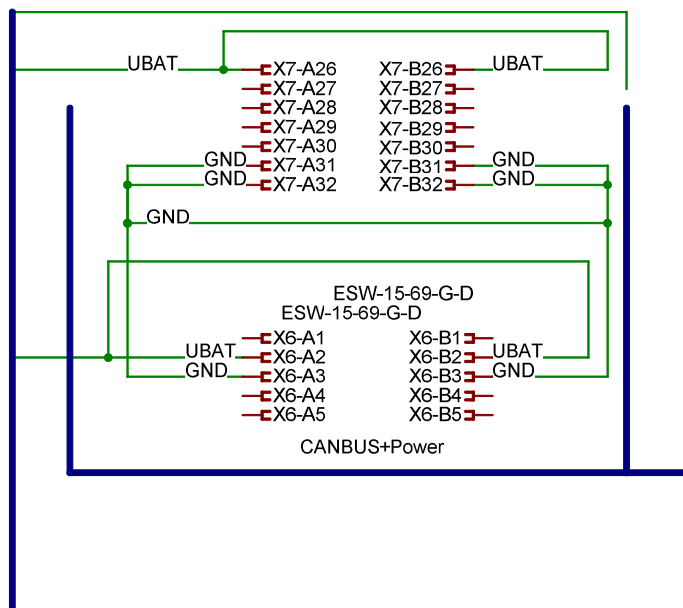 UBAT X7-A26 X7-B26 UBAT
X7-A27 X7-B27
X7-A28 X7-B28
X7-A29 X7-B29
X7-A30 X7-B30
GND X7-A31 X7-B31 GND
GND X7-A32 X7-B32 GND
GND
ESW-15-69-G-D
ESW-15-69-G-D
X6-A1 X6-B1
UBAT X6-A2 X6-B2 UBAT
GND X6-A3 X6-B3 GND
X6-A4 X6-B4
X6-A5 X6-B5
CANBUS+Power